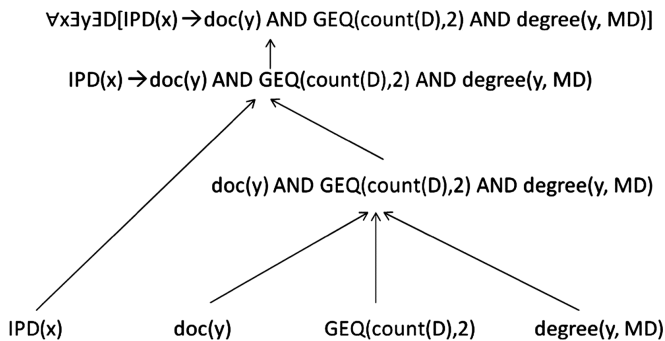 ∀x∃y∃D[IPD(x)→doc(y) AND GEQ(count(D),2) AND degree(y, MD)]
IPD(x) →doc(y) AND GEQ(count(D),2) AND degree(y, MD)
doc(y) AND GEQ(count(D),2) AND degree(y, MD)
IPD(x) doc(y) GEQ(count(D),2) degree(y, MD)